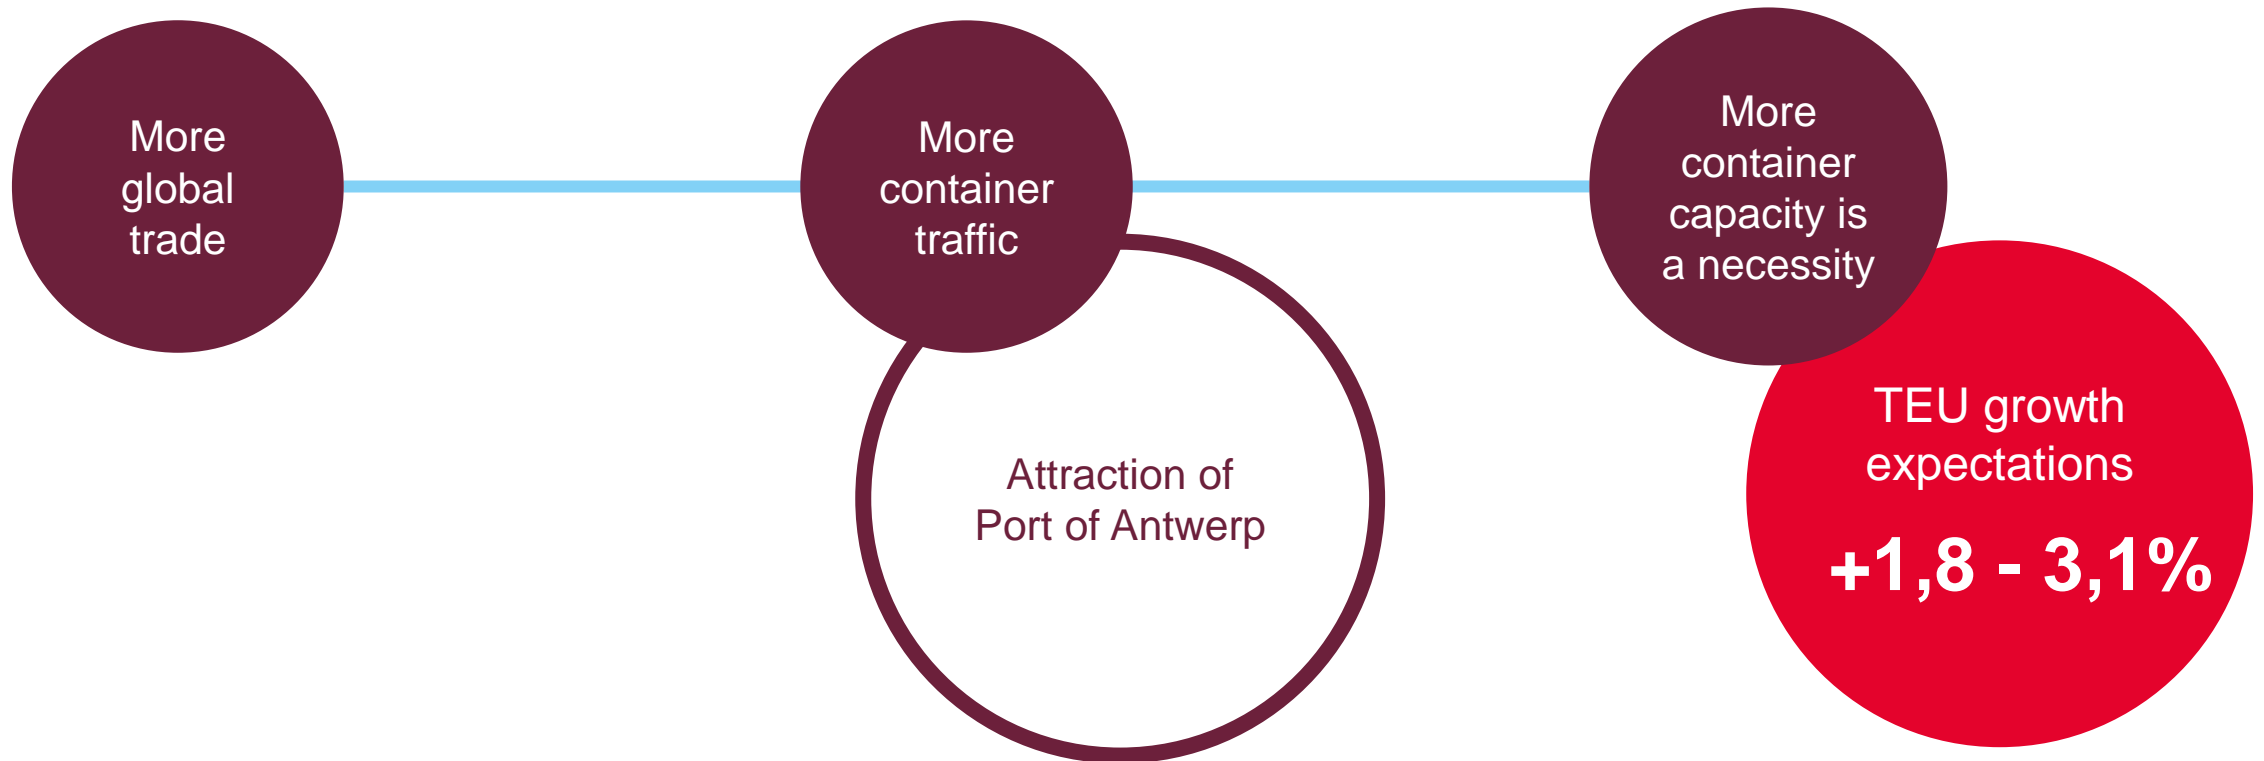 More
global
trade
More
container
traffic
More
container
capacity is
a necessity
Attraction of
Port of Antwerp
TEU growth
expectations
+1,8 - 3,1%